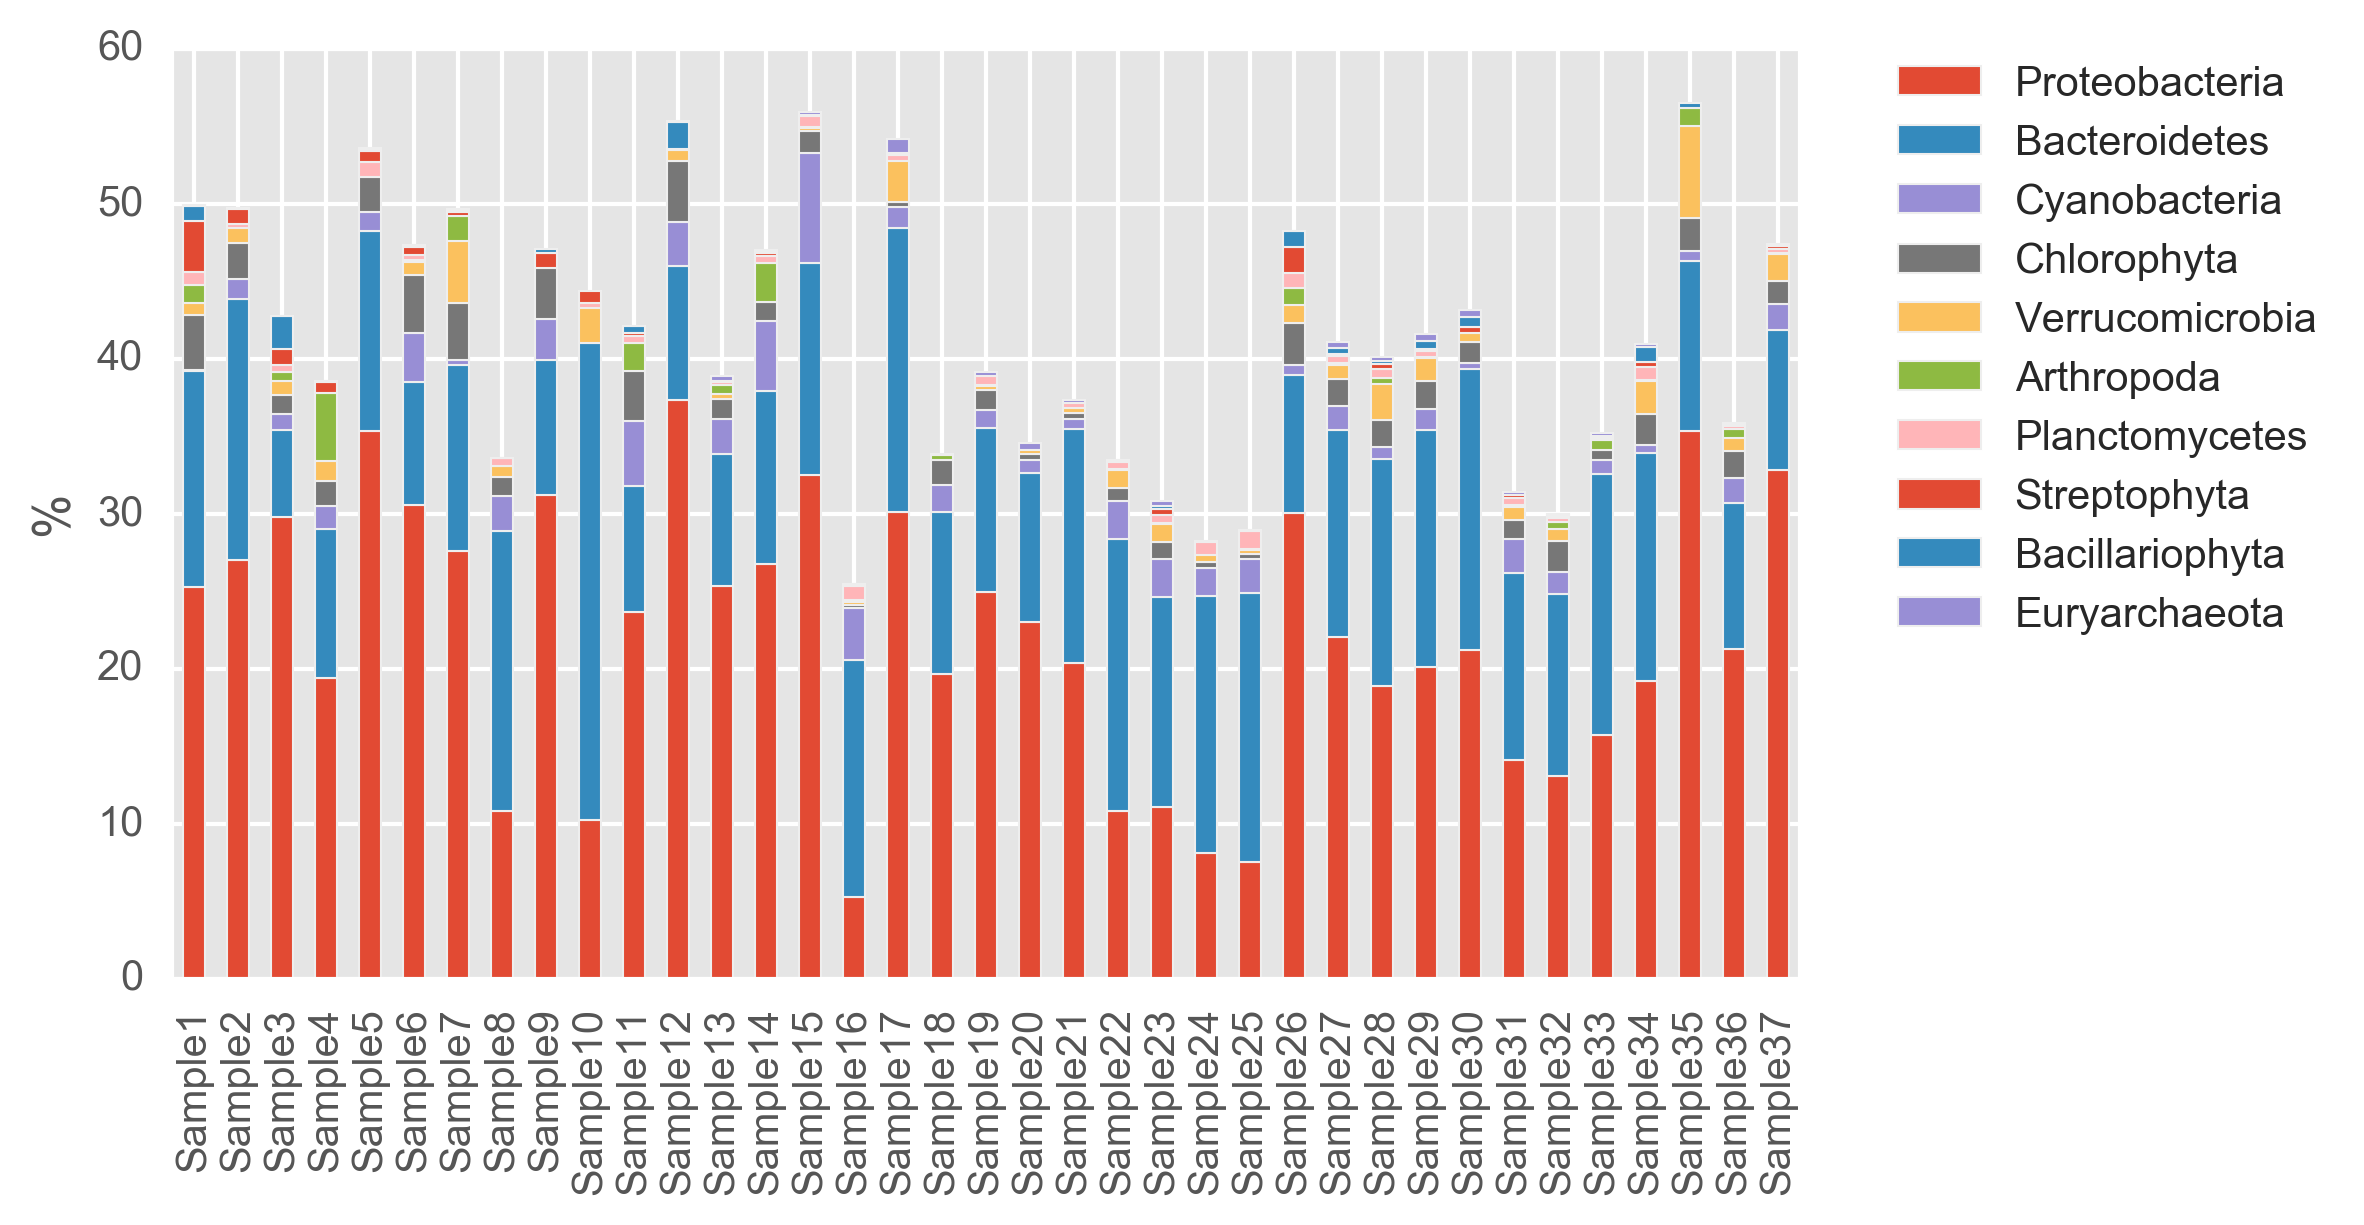 60
50
40
30
20
10
0
%
Sample1
Sample2
Sample3
Sample4
Sample5
Sample6
Sample7
Sample8
Sample9
Sample10
Sample11
Sample12
Sample13
Sample14
Sample15
Sample16
Sample17
Sample18
Sample19
Sample20
Sample21
Sample22
Sample23
Sample24
Sample25
Sample26
Sample27
Sample28
Sample29
Sample30
Sample31
Sample32
Sample33
Sample34
Sample35
Sample36
Sample37
Proteobacteria
Bacteroidetes
Cyanobacteria
Chlorophyta
Verrucomicrobia
Arthropoda
Planctomycetes
Streptophyta
Bacillariophyta
Euryarchaeota